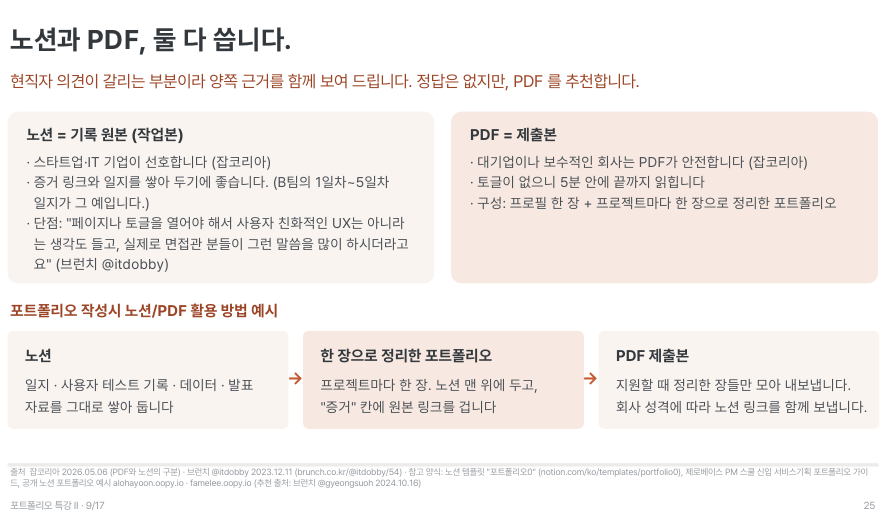 노션과 PDF, 둘 다 씁니다.
현직자 의견이 갈리는 부분이라 양쪽 근거를 함께 보여 드립니다. 정답은 없지만, PDF 를 추천합니다.
노션 = 기록 원본 (작업본)
· 스타트업·IT 기업이 선호합니다 (잡코리아)
· 증거 링크와 일지를 쌓아 두기에 좋습니다. (B팀의 1일차~5일차
일지가 그 예입니다.)
· 단점: "페이지나 토글을 열어야 해서 사용자 친화적인 UX는 아니라
는 생각도 들고, 실제로 면접관 분들이 그런 말씀을 많이 하시더라고
요" (브런치 @itdobby)
PDF = 제출본
· 대기업이나 보수적인 회사는 PDF가 안전합니다 (잡코리아)
· 토글이 없으니 5분 안에 끝까지 읽힙니다
· 구성: 프로필 한 장 + 프로젝트마다 한 장으로 정리한 포트폴리오
포트폴리오 작성시 노션/PDF 활용 방법 예시
노션
일지 · 사용자 테스트 기록 · 데이터 · 발표
자료를 그대로 쌓아 둡니다
→
한 장으로 정리한 포트폴리오
프로젝트마다 한 장. 노션 맨 위에 두고,
"증거" 칸에 원본 링크를 겁니다
→
PDF 제출본
지원할 때 정리한 장들만 모아 내보냅니다.
회사 성격에 따라 노션 링크를 함께 보냅니다.
출처 잡코리아 2026.05.06 (PDF와 노션의 구분) · 브런치 @itdobby 2023.12.11 (brunch.co.kr/@itdobby/54) · 참고 양식: 노션 템플릿 "포트폴리오0" (notion.com/ko/templates/portfolio0), 제로베이스 PM 스쿨 신입 서비스기획 포트폴리오 가이
드, 공개 노션 포트폴리오 예시 alohayoon.oopy.io · famelee.oopy.io (추천 출처: 브런치 @gyeongsuoh 2024.10.16)
포트폴리오 특강 II · 9/17
25